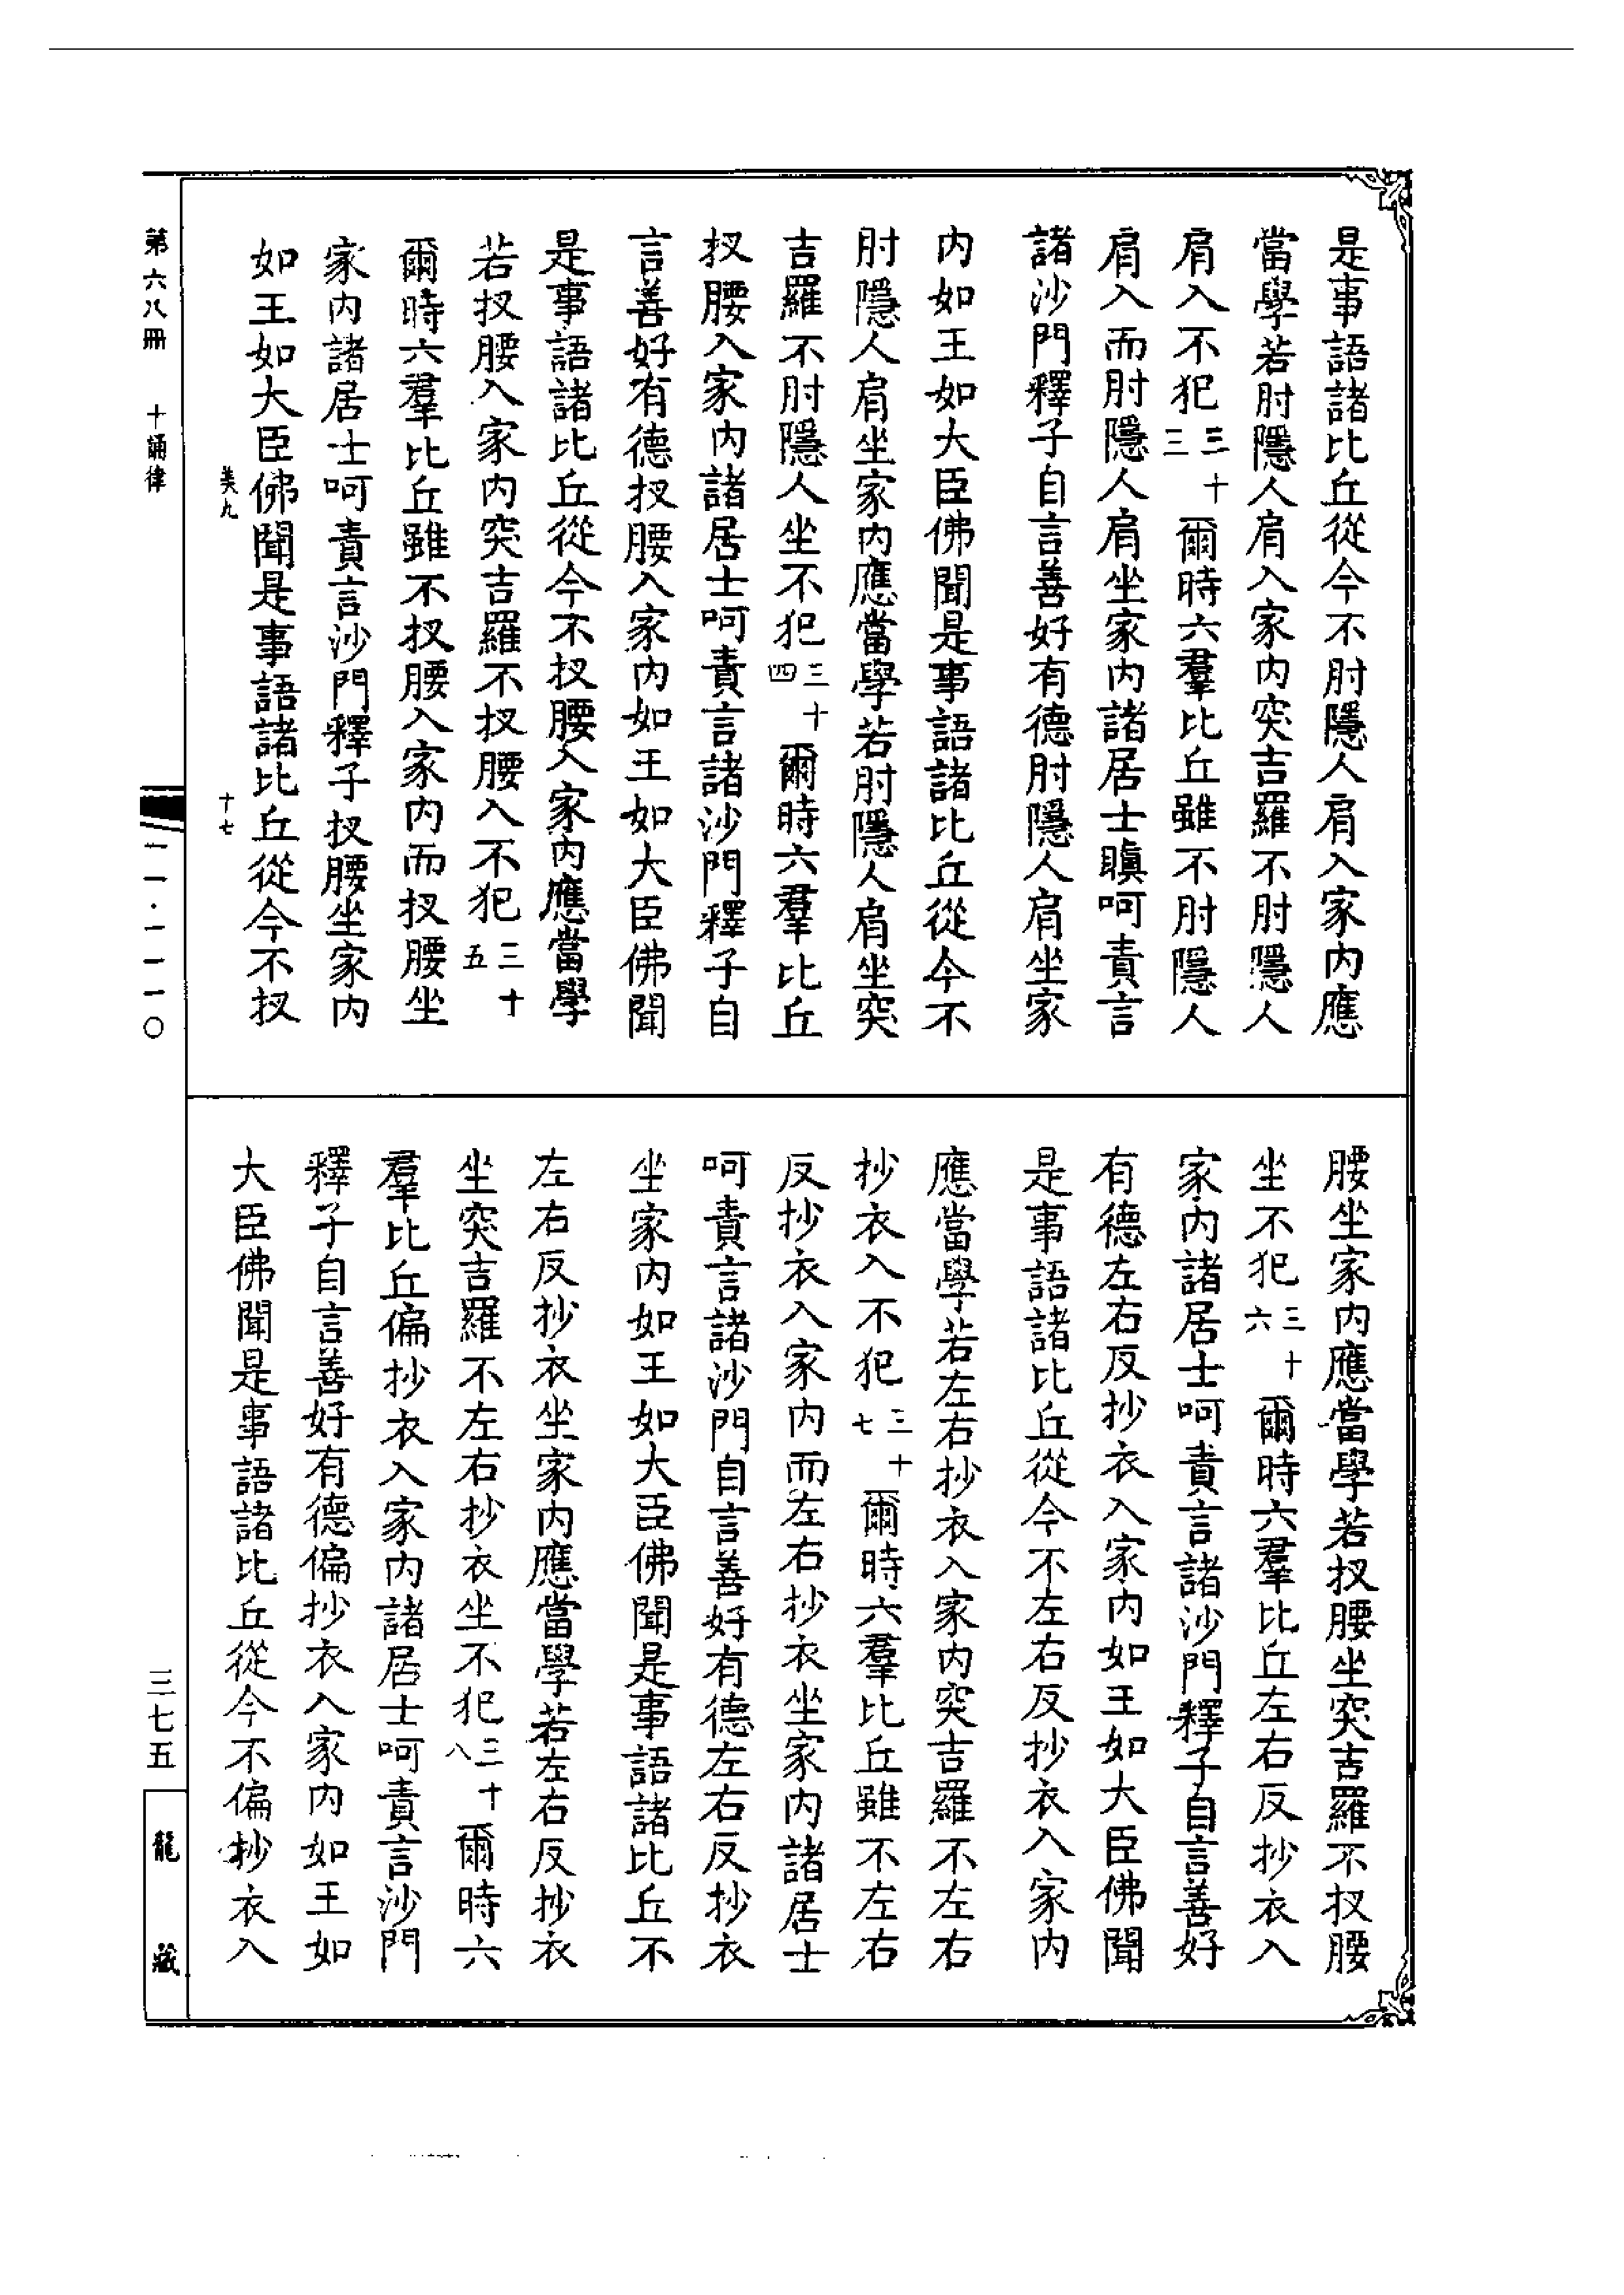 是事語諸比丘從今不肘隱人肩入家內應
當學若肘隱人肩入家內突吉羅不肘隱人
肩入不犯三十三爾時六羣比丘雖不肘隱人
肩入而肘隱人肩坐家內諸居士瞋呵責言
諸沙門釋子自言善好有德肘隱人肩坐家
內如王如大臣佛聞是事語諸比丘從今不
肘隱人肩坐家內應當學若肘隱人肩坐突
吉羅不肘隱人坐不犯三十四爾時六羣比丘
扠腰入家內諸居士呵責言諸沙門釋子自
言善好有德扠腰入家內如王如大臣佛聞
是事語諸比丘從今不扠腰入家內應當學
若扠腰入家內突吉羅不扠腰入不犯三十五
爾時六羣比丘雖不扠腰入家內而扠腰坐
家內諸居士呵責言沙門釋子扠腰坐家內
如王如大臣佛聞是事語諸比丘從今不扠
腰坐家內應當學若扠腰坐突吉羅不扠腰
坐不犯三十六爾時六羣比丘左右反抄衣入
家內諸居士呵責言諸沙門釋子自言善好
有德左右反抄衣入家內如王如大臣佛聞
是事語諸比丘從今不左右反抄衣入家內
應當學若左右抄衣入家內突吉羅不左右
抄衣入不犯三十七爾時六羣比丘雖不左右
反抄衣入家內而左右抄衣坐家內諸居士
呵責言諸沙門自言善好有德左右反抄衣
坐家內如王如大臣佛聞是事語諸比丘不
左右反抄衣坐家內應當學若左右反抄衣
坐突吉羅不左右抄衣坐不犯三十八爾時六
羣比丘偏抄衣入家內諸居士呵責言沙門
釋子自言善好有德偏抄衣入家內如王如
大臣佛聞是事語諸比丘從今不偏抄衣入
美九
十七
第六八冊 十誦律
一一·一一一〇
三七五
龍藏